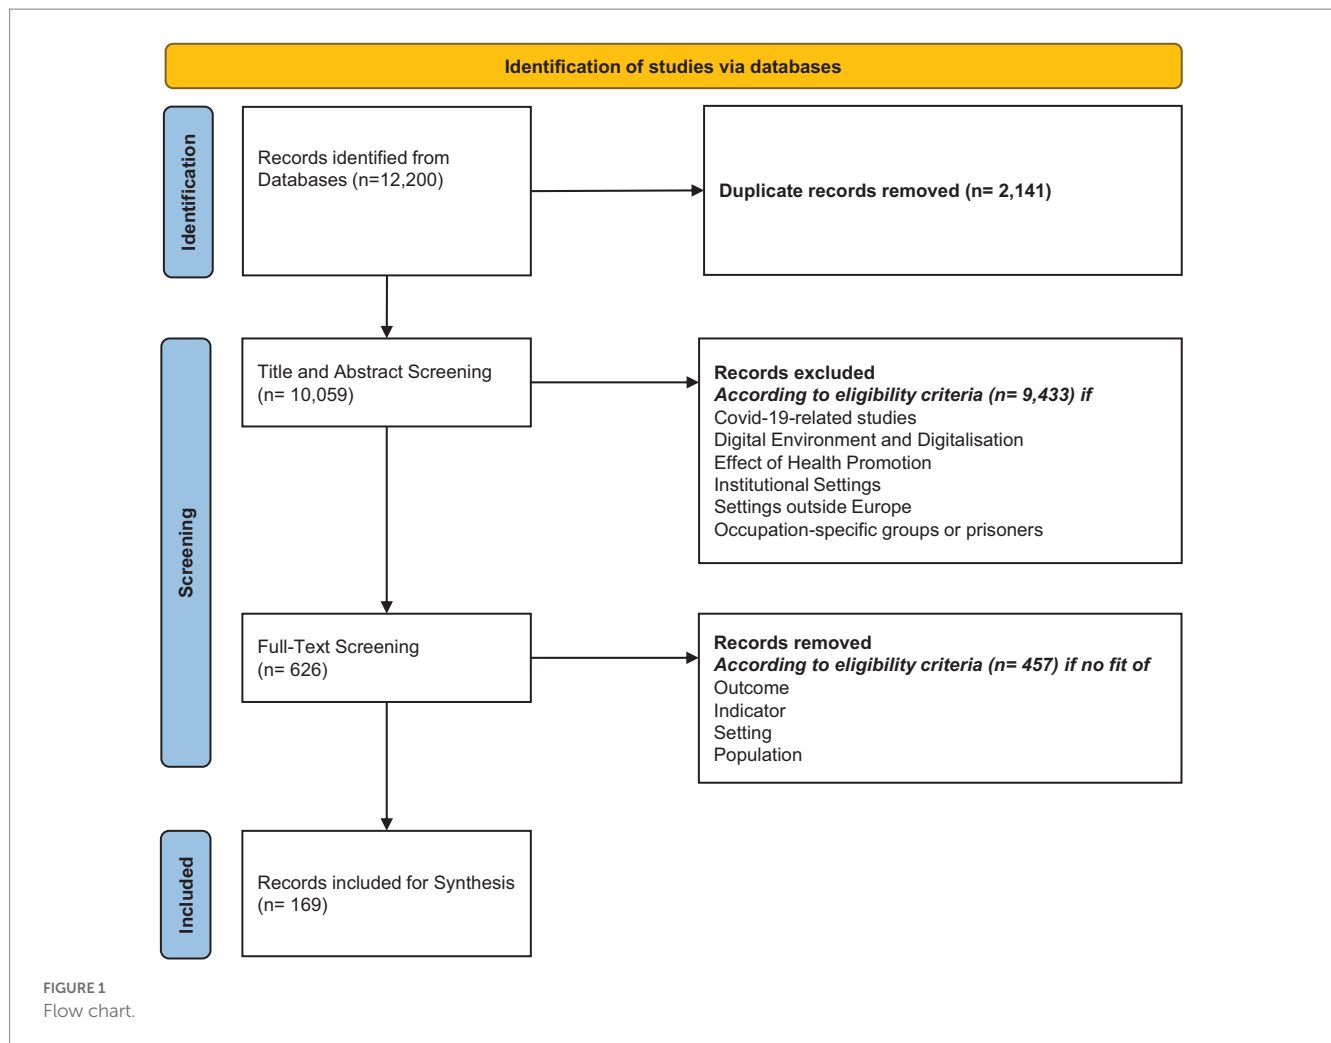 Identification of studies via databases
Identification
Records identified from
Databases (n=12,200)
Duplicate records removed (n= 2,141)
Screening
Title and Abstract Screening
(n= 10,059)
Records excluded
According to eligibility criteria (n= 9,433) if
Covid-19-related studies
Digital Environment and Digitalisation
Effect of Health Promotion
Institutional Settings
Settings outside Europe
Occupation-specific groups or prisoners
Full-Text Screening
(n= 626)
Records removed
According to eligibility criteria (n= 457) if no fit of
Outcome
Indicator
Setting
Population
Included
Records included for Synthesis
(n= 169)
FIGURE 1
Flow chart.